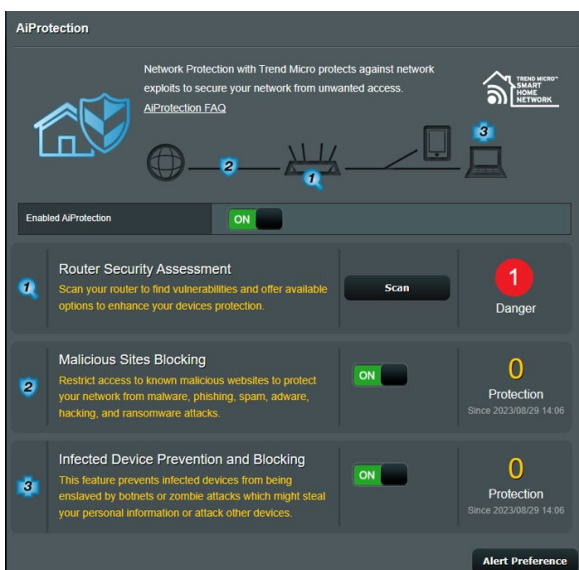 AiProtection
Network Protection with Trend Micro protects against network
exploits to secure your network from unwanted access.
AiProtection FAQ
TREND MICRO™
SMART
HOME
NETWORK
3
2
1
Enabled AiProtection
ON
1
Router Security Assessment
Scan your router to find vulnerabilities and offer available
options to enhance your devices protection.
Scan
1
Danger
2
Malicious Sites Blocking
Restrict access to known malicious websites to protect
your network from malware, phishing, spam, adware,
hacking, and ransomware attacks.
ON
0
Protection
Since 2023/08/29 14:06
3
Infected Device Prevention and Blocking
This feature prevents infected devices from being
enslaved by botnets or zombie attacks which might steal
your personal information or attack other devices.
ON
0
Protection
Since 2023/08/29 14:06
Alert Preference